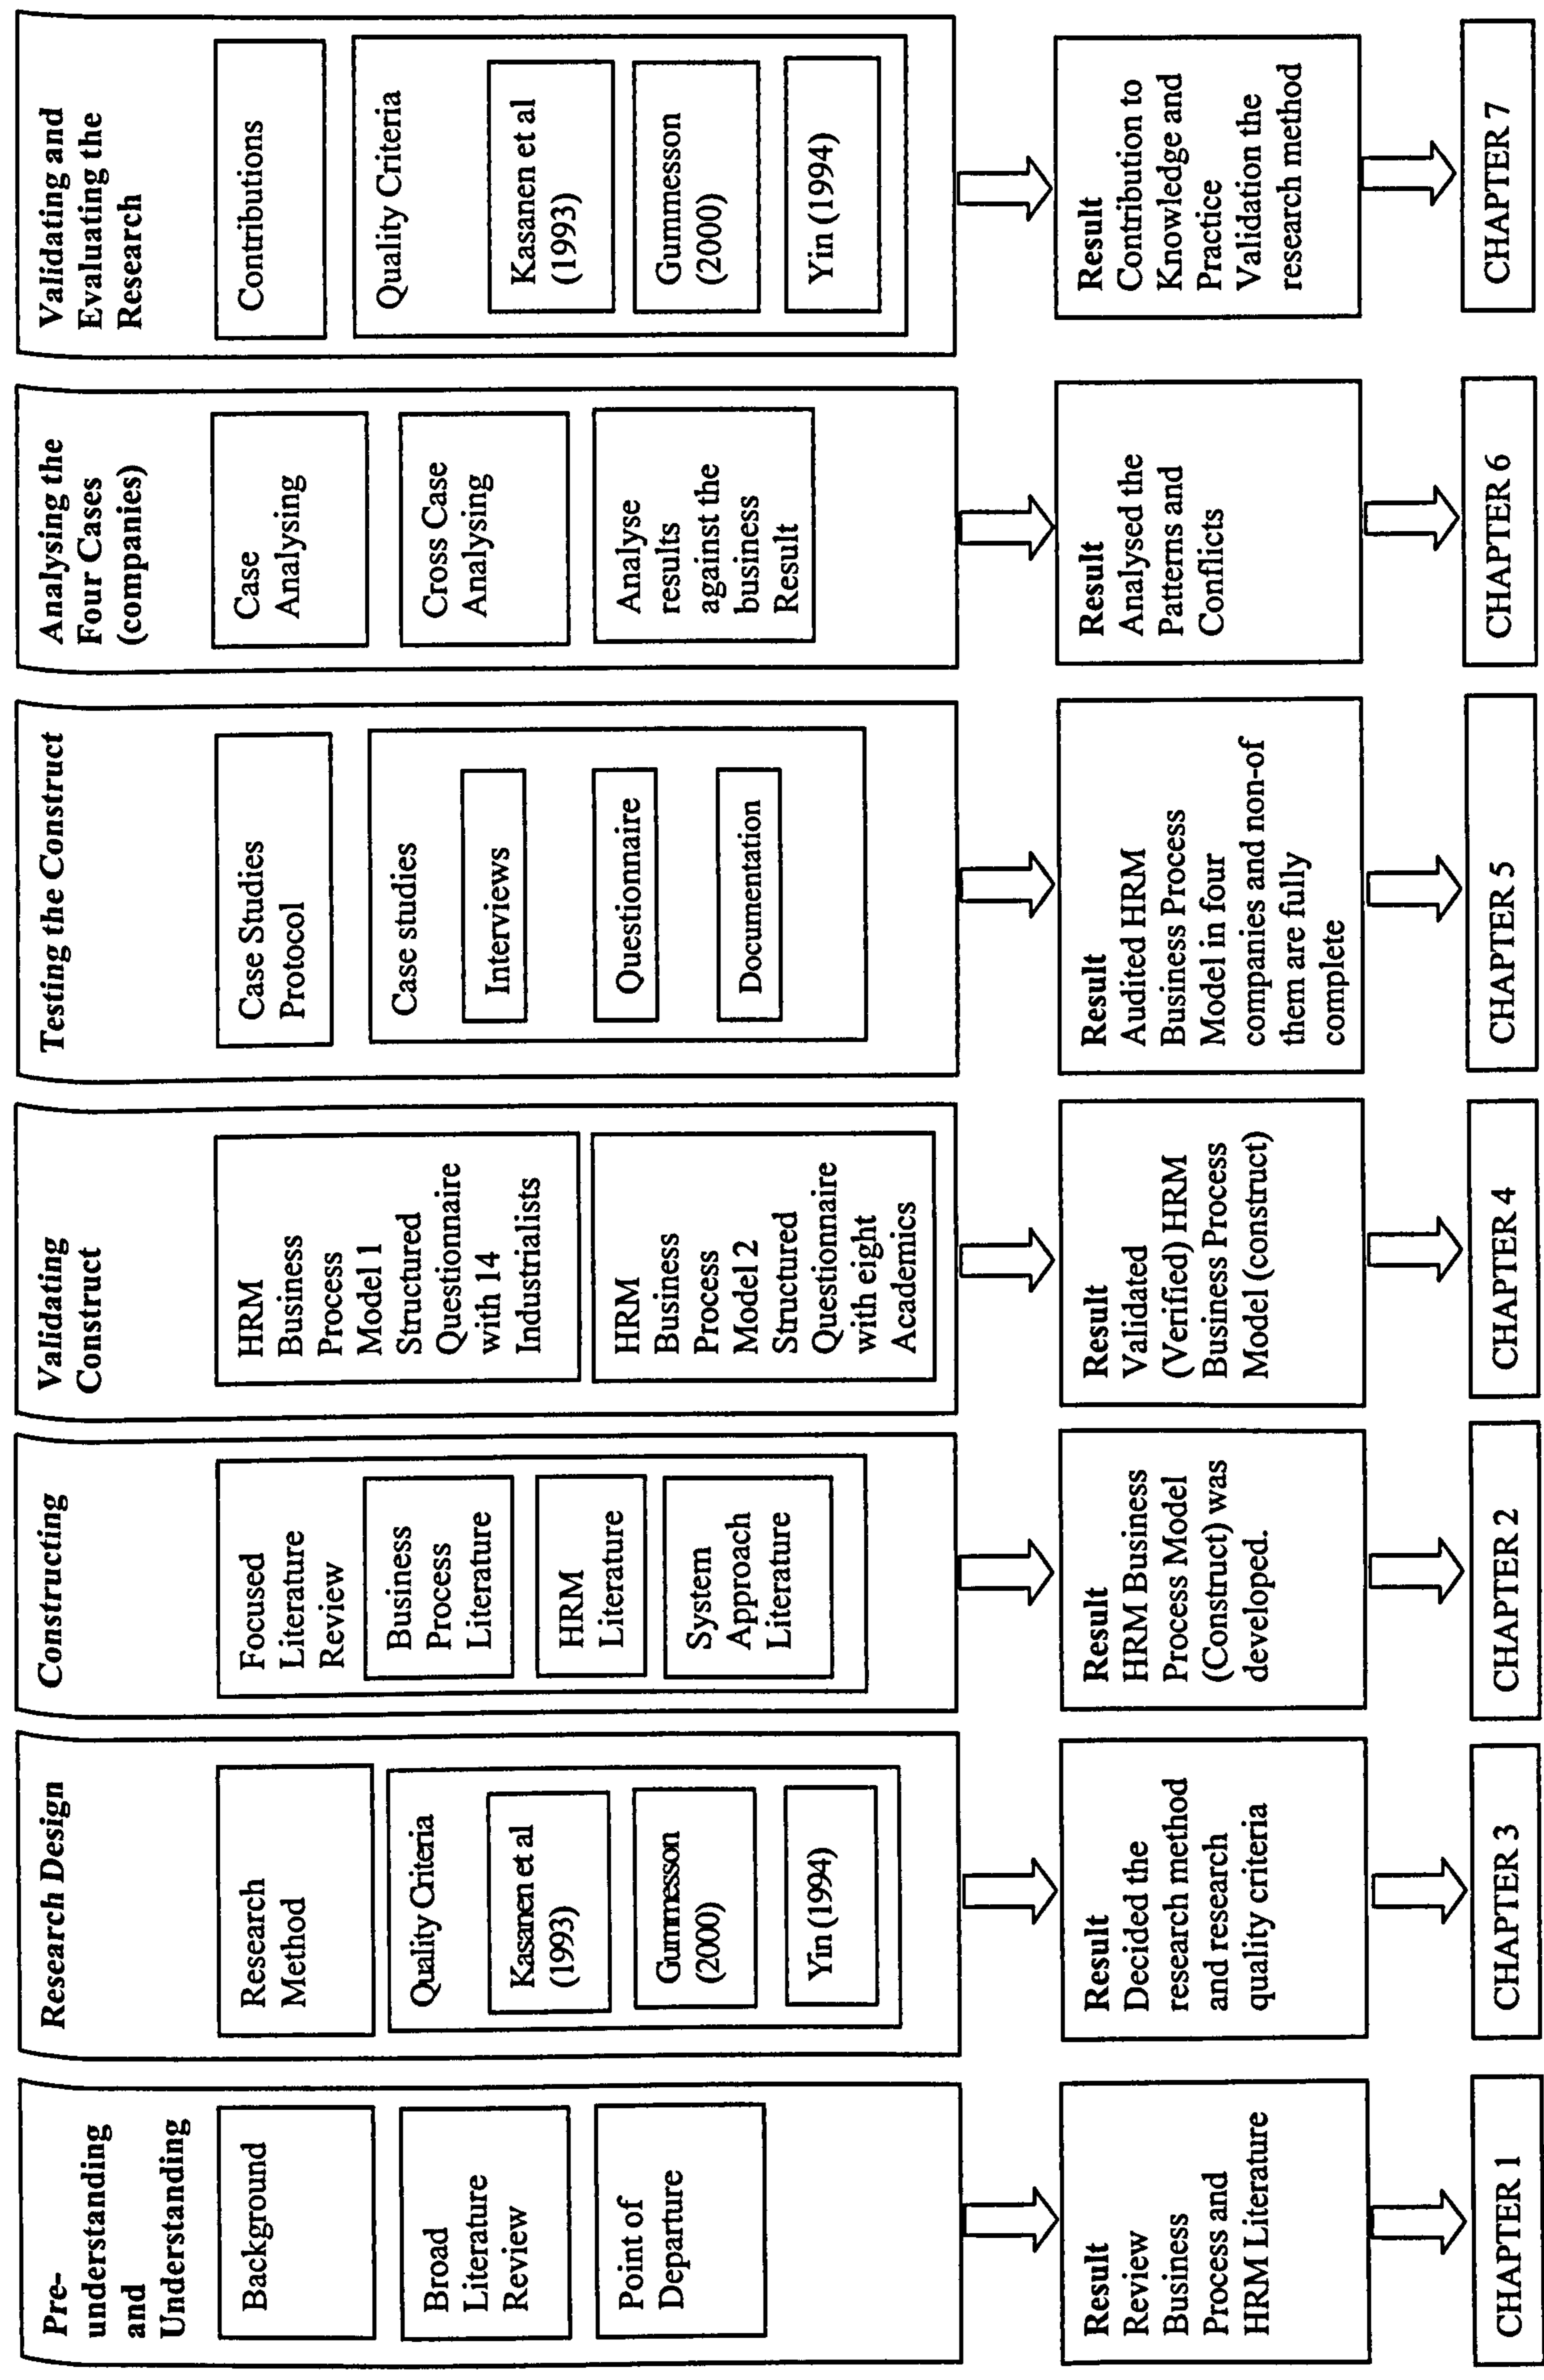 Pre-
understanding
and
Understanding
Background
Broad
Literature
Review
Point of
Departure
Result
Review
Business
Process and
HRM Literature
CHAPTER 1
Research Design
Research
Method
Quality Criteria
Kasanen et al
(1993)
Gummesson
(2000)
Yin (1994)
Result
Decided the
research method
and research
quality criteria
CHAPTER 3
Constructing
Focused
Literature
Review
Business
Process
Literature
HRM
Literature
System
Approach
Literature
Result
HRM Business
Process Model
(Construct) was
developed.
CHAPTER 2
Validating
Construct
HRM
Business
Process
Model 1
Structured
Questionnaire
with 14
Industrialists
HRM
Business
Process
Model 2
Structured
Questionnaire
with eight
Academics
Result
Validated
(Verified) HRM
Business Process
Model (construct)
CHAPTER 4
Testing the Construct
Case Studies
Protocol
Case studies
Interviews
Questionnaire
Documentation
Result
Audited HRM
Business Process
Model in four
companies and non-of
them are fully
complete
CHAPTER 5
Analysing the
Four Cases
(companies)
Case
Analysing
Cross Case
Analysing
Analyse
results
against the
business
Result
Result
Analysed the
Patterns and
Conflicts
CHAPTER 6
Validating and
Evaluating the
Research
Contributions
Quality Criteria
Kasanen et al
(1993)
Gummesson
(2000)
Yin (1994)
Result
Contribution to
Knowledge and
Practice
Validation the
research method
CHAPTER 7